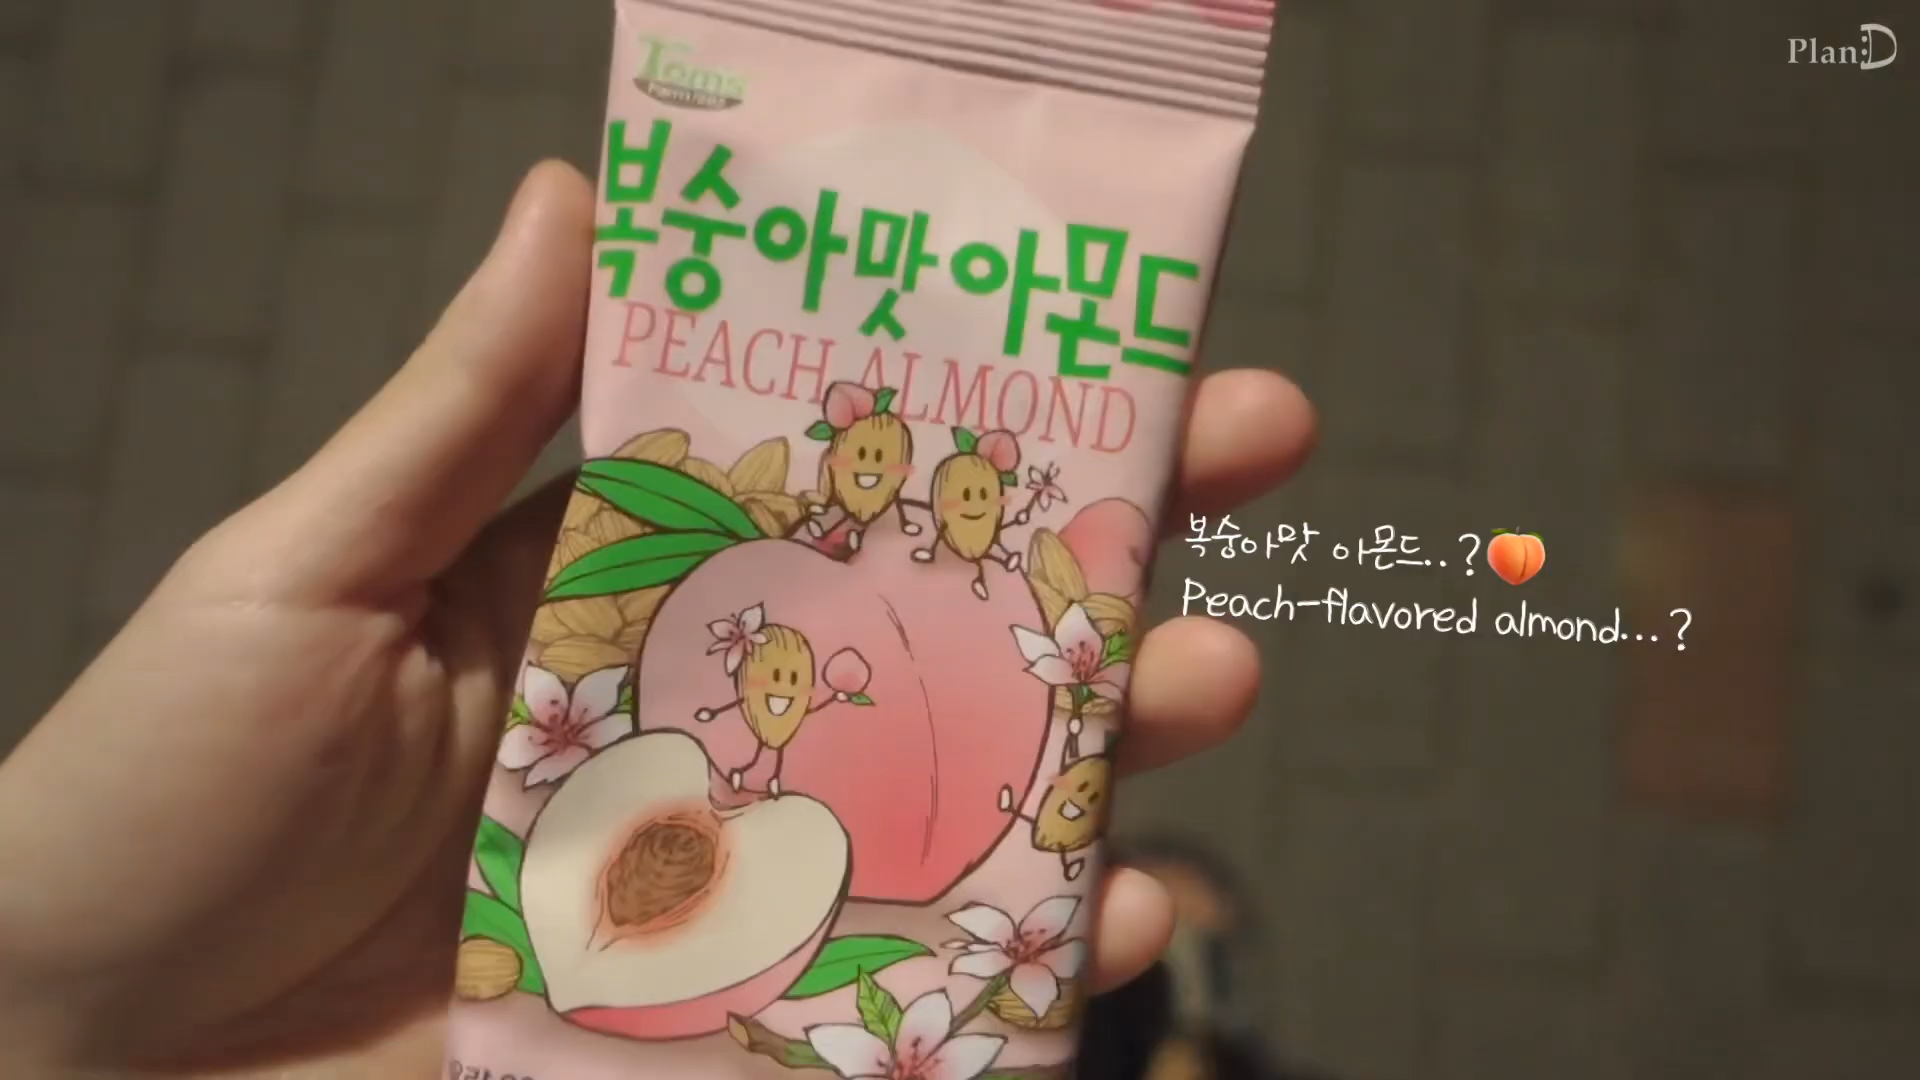 Plan:D
Tom's
복숭아맛 아몬드
PEACH ALMOND
복숭아맛 아몬드..?🍑
Peach-flavored almond...?